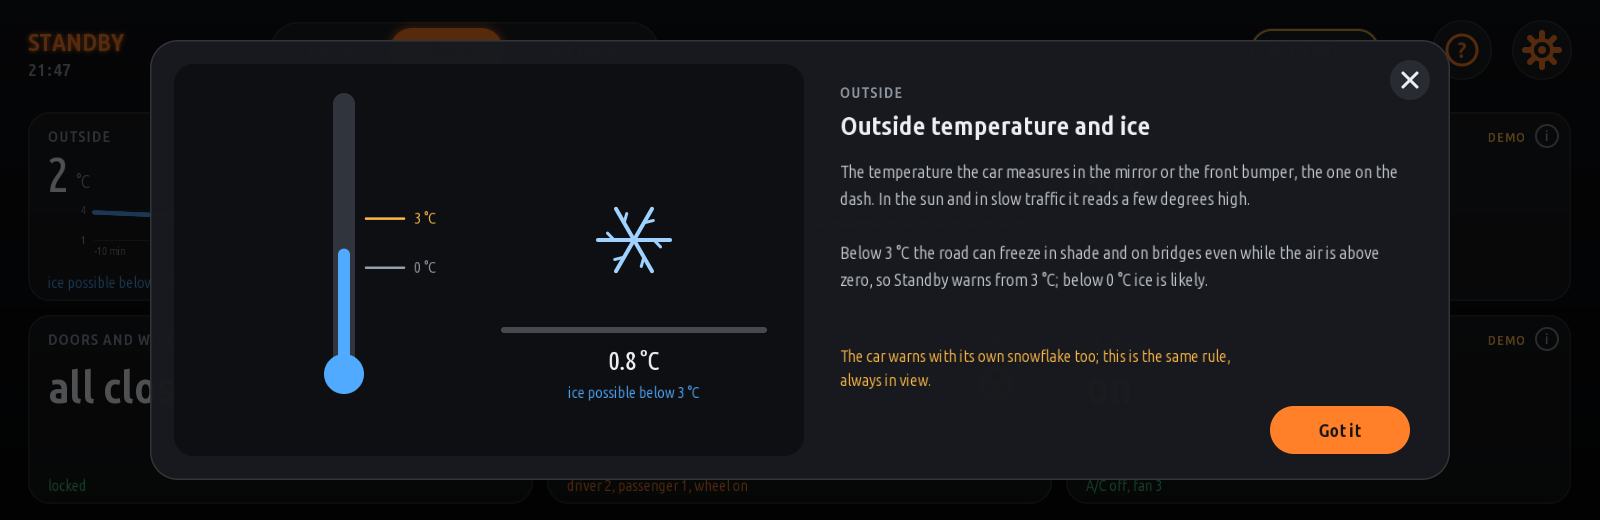 STANDBY
21:47
OUTSIDE
2 °C
4
1
-10 min
ice possible below
DOORS AND W
all clos
locked
driver 2, passenger 1, wheel on
A/C off, fan 3
on
DEMO
i
DEMO
i
?
3 °C
0 °C
0.8 °C
ice possible below 3 °C
OUTSIDE
Outside temperature and ice
The temperature the car measures in the mirror or the front bumper, the one on the
dash. In the sun and in slow traffic it reads a few degrees high.
Below 3 °C the road can freeze in shade and on bridges even while the air is above
zero, so Standby warns from 3 °C; below 0 °C ice is likely.
The car warns with its own snowflake too; this is the same rule,
always in view.
Got it